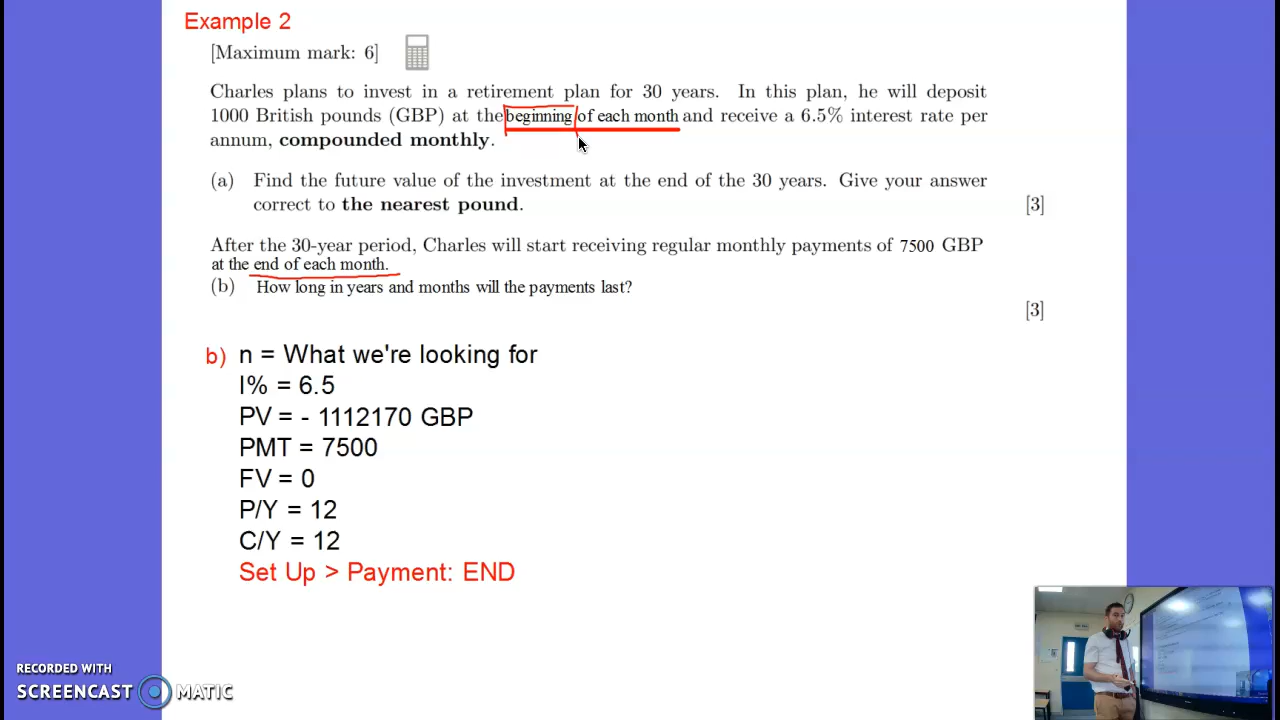 Example 2
[Maximum mark: 6]
Charles plans to invest in a retirement plan for 30 years. In this plan, he will deposit
1000 British pounds (GBP) at the beginning of each month and receive a 6.5% interest rate per
annum, compounded monthly.
(a) Find the future value of the investment at the end of the 30 years. Give your answer
correct to the nearest pound. [3]
After the 30-year period, Charles will start receiving regular monthly payments of 7500 GBP
at the end of each month.
(b) How long in years and months will the payments last?
[3]
b) n = What we're looking for
I% = 6.5
PV = - 1112170 GBP
PMT = 7500
FV = 0
P/Y = 12
C/Y = 12
Set Up > Payment: END
RECORDED WITH
SCREENCAST MATIC